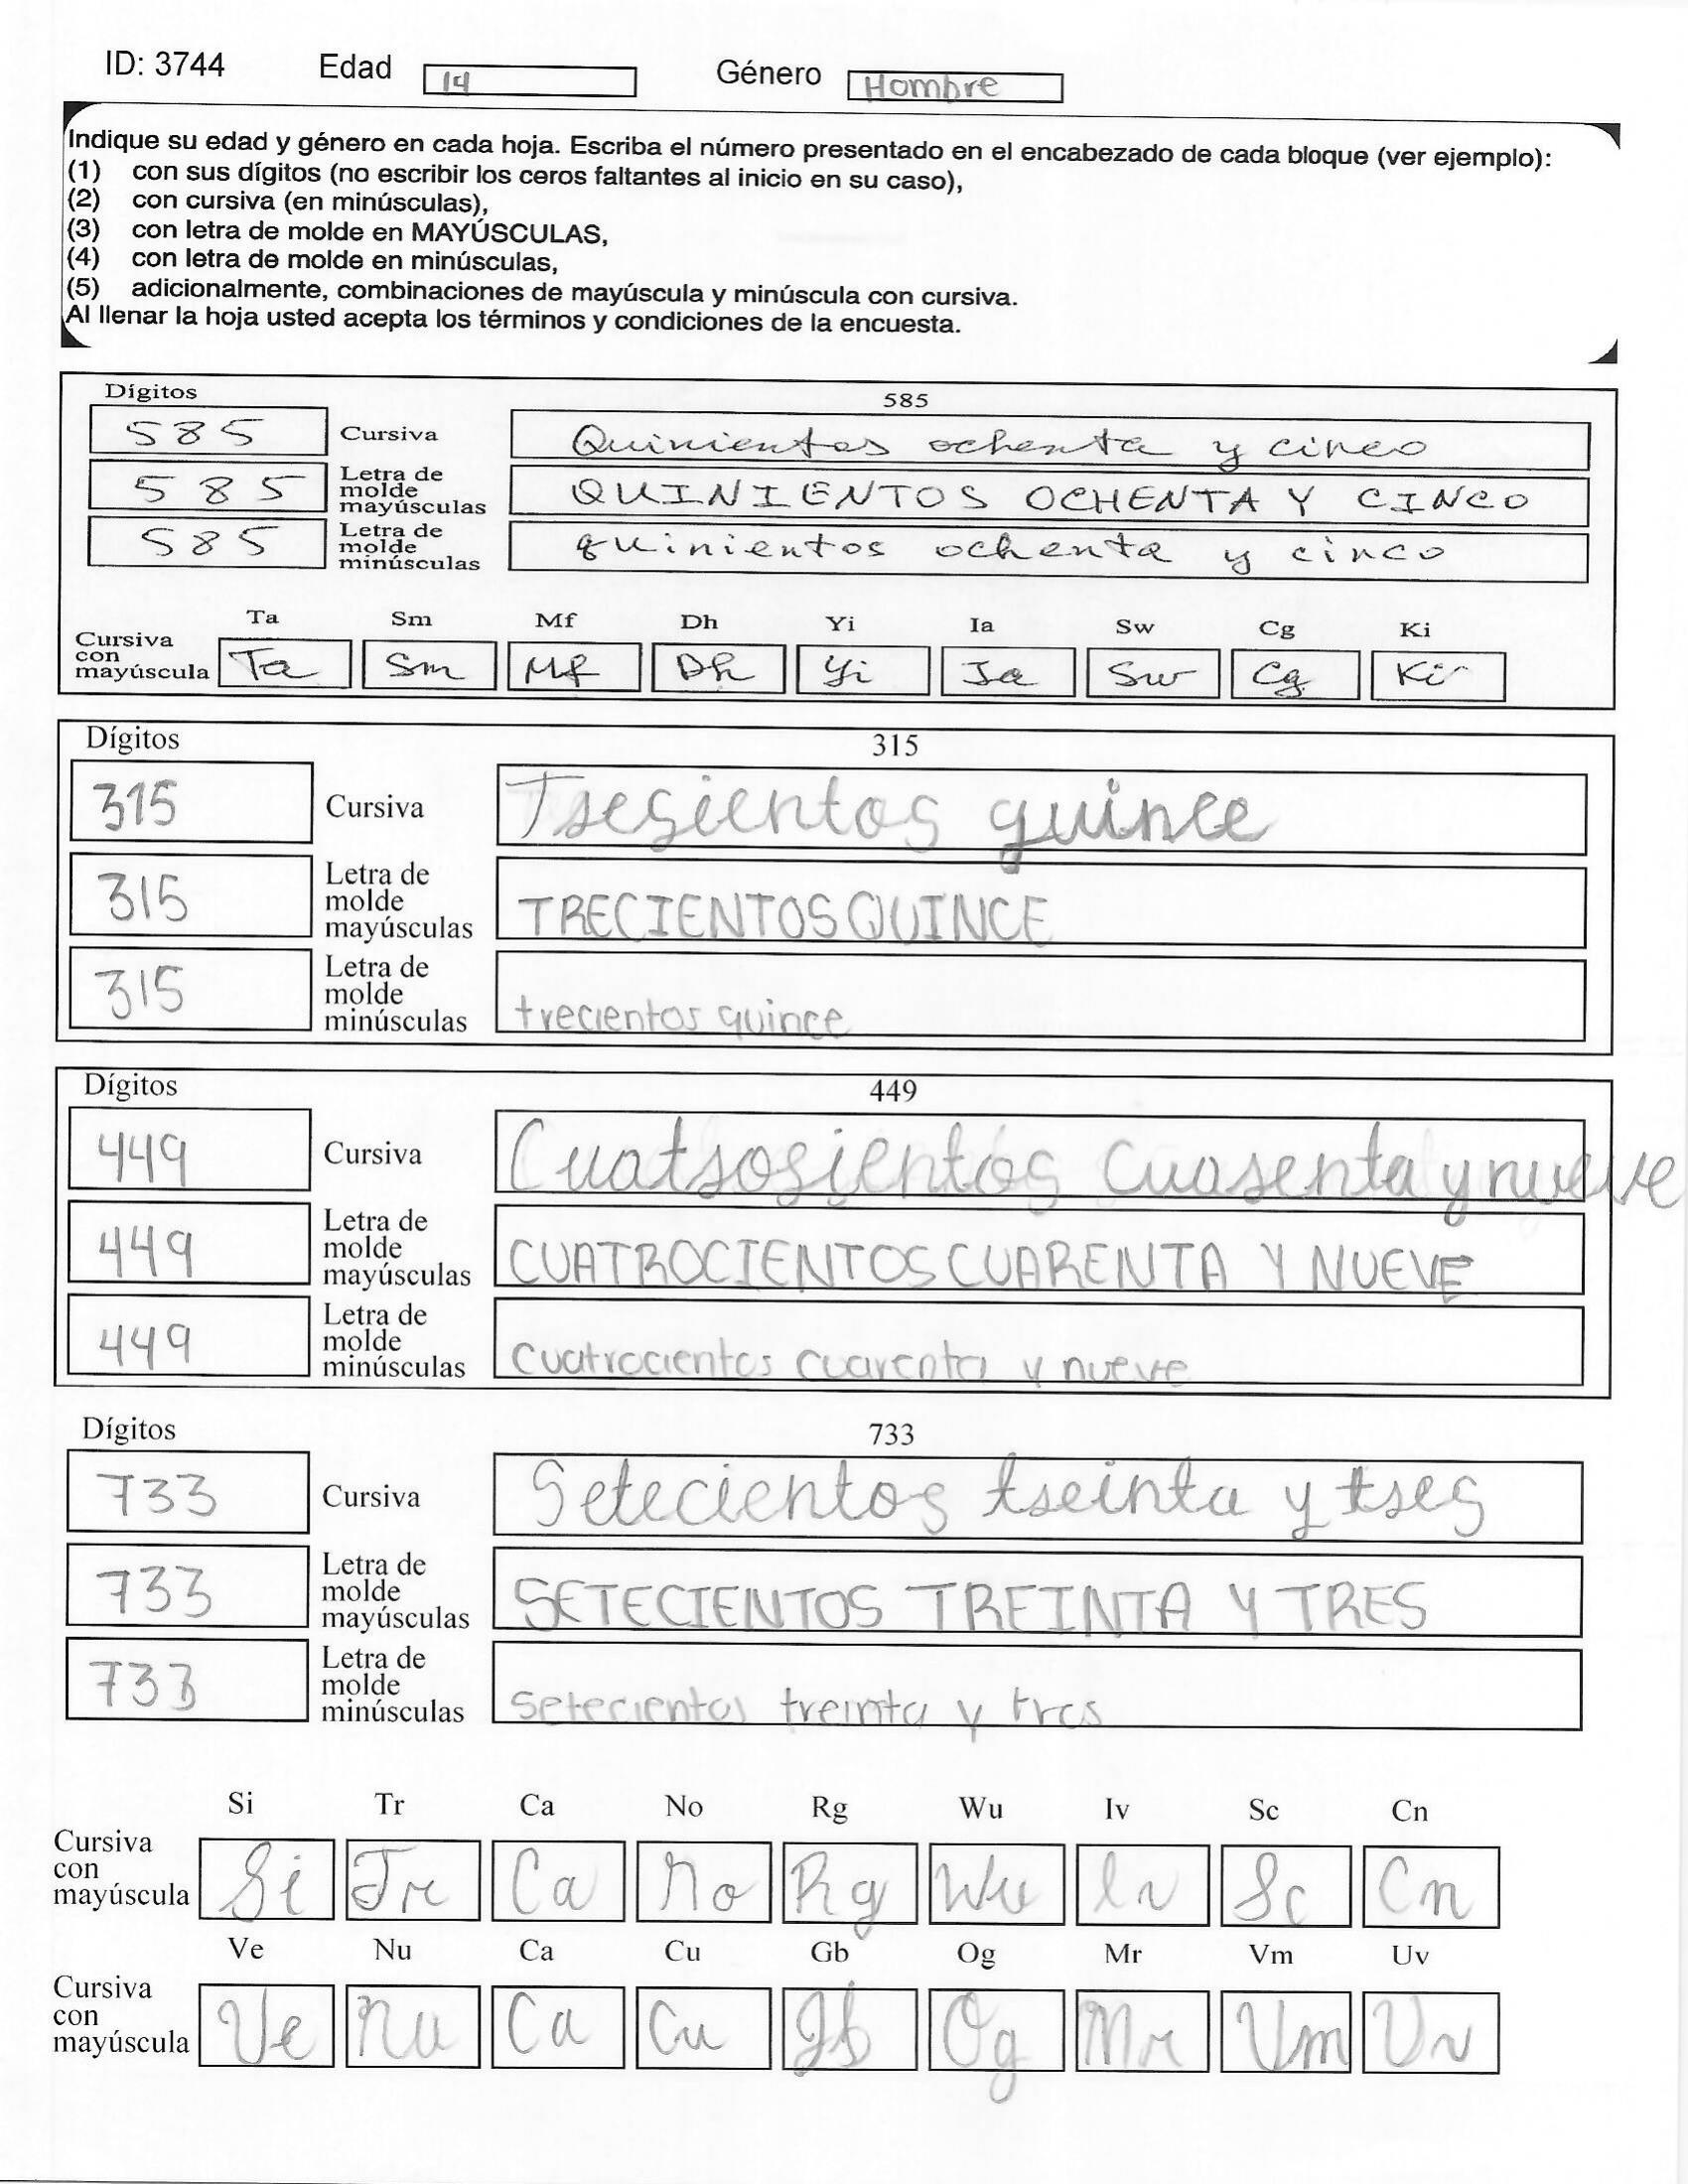 ID: 3744 Edad 14 Género Hombre
Indique su edad y género en cada hoja. Escriba el número presentado en el encabezado de cada bloque (ver ejemplo):
(1) con sus dígitos (no escribir los ceros faltantes al inicio en su caso),
(2) con cursiva (en minúsculas),
(3) con letra de molde en MAYÚSCULAS,
(4) con letra de molde en minúsculas,
(5) adicionalmente, combinaciones de mayúscula y minúscula con cursiva.
Al llenar la hoja usted acepta los términos y condiciones de la encuesta.
Dígitos 585
585 Cursiva Quinientos ochenta y cinco
585 Letra de molde mayúsculas QUINIENTOS OCHENTA Y CINCO
585 Letra de molde minúsculas quinientos ochenta y cinco
Ta Sm Mf Dh Yi Ia Sw Cg Ki
Cursiva con mayúscula Ta Sm Mf Dh Yi Ia Sw Cg Ki
Dígitos 315
315 Cursiva Tresientos quince
315 Letra de molde mayúsculas TRECIENTOS QUINCE
315 Letra de molde minúsculas trecientos quince
Dígitos 449
449 Cursiva Cuatrosientos cuarenta y nueve
449 Letra de molde mayúsculas CUATROCIENTOS CUARENTA Y NUEVE
449 Letra de molde minúsculas cuatrocientos cuarenta y nueve
Dígitos 733
733 Cursiva Setecientos treinta y tres
733 Letra de molde mayúsculas SETECIENTOS TREINTA Y TRES
733 Letra de molde minúsculas setecientos treinta y tres
Si Tr Ca No Rg Wu Iv Sc Cn
Cursiva con mayúscula Si Tr Ca No Rg Wu Iv Sc Cn
Ve Nu Ca Cu Gb Og Mr Vm Uv
Cursiva con mayúscula Ve Nu Ca Cu Gb Og Mr Vm Uv